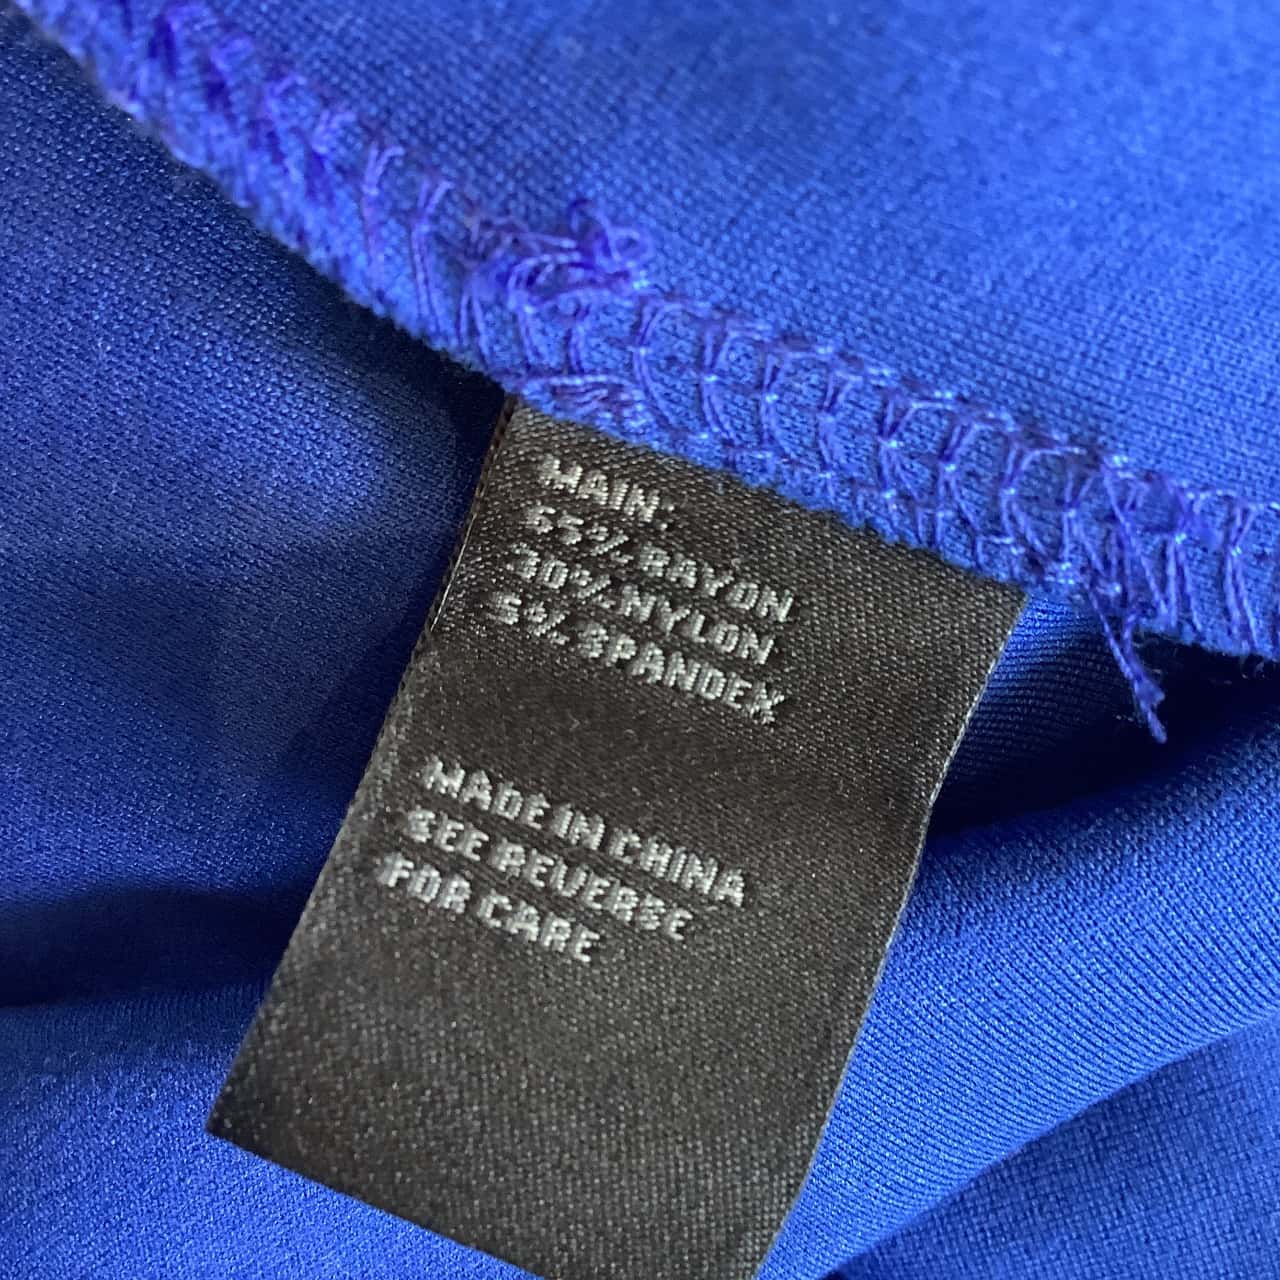 MAIN:
65% RAYON
30% NYLON
5% SPANDEX
MADE IN CHINA
SEE REVERSE
FOR CARE